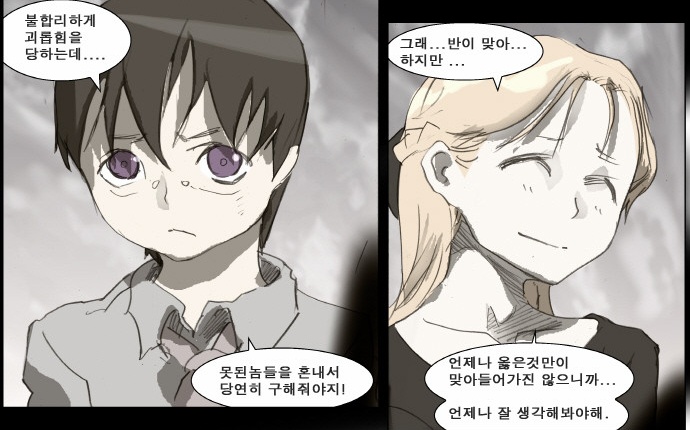 불합리하게
괴롭힘을
당하는데....
못된놈들을 혼내서
당연히 구해줘야지!
그래...반이 맞아...
하지만 ...
언제나 옳은것만이
맞아들어가진 않으니까...
언제나 잘 생각해봐야해.